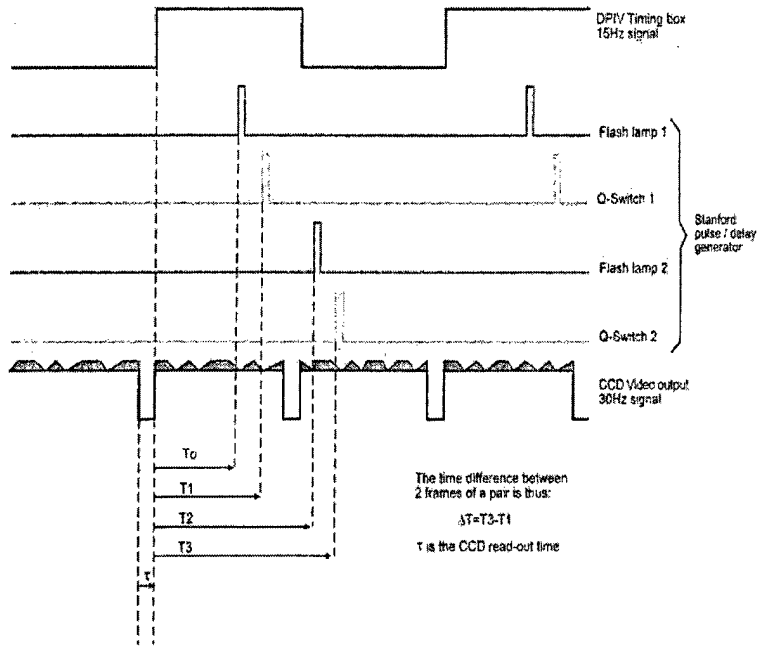 DPIV Timing box
15Hz signal
Flash lamp 1
Q-Switch 1
Stanford
pulse / delay
generator
Flash lamp 2
Q-Switch 2
CCD Video output
30Hz signal
To
T1
T2
T3
τ
The time difference between
2 frames of a pair is thus:
ΔT=T3-T1
τ is the CCD read-out time